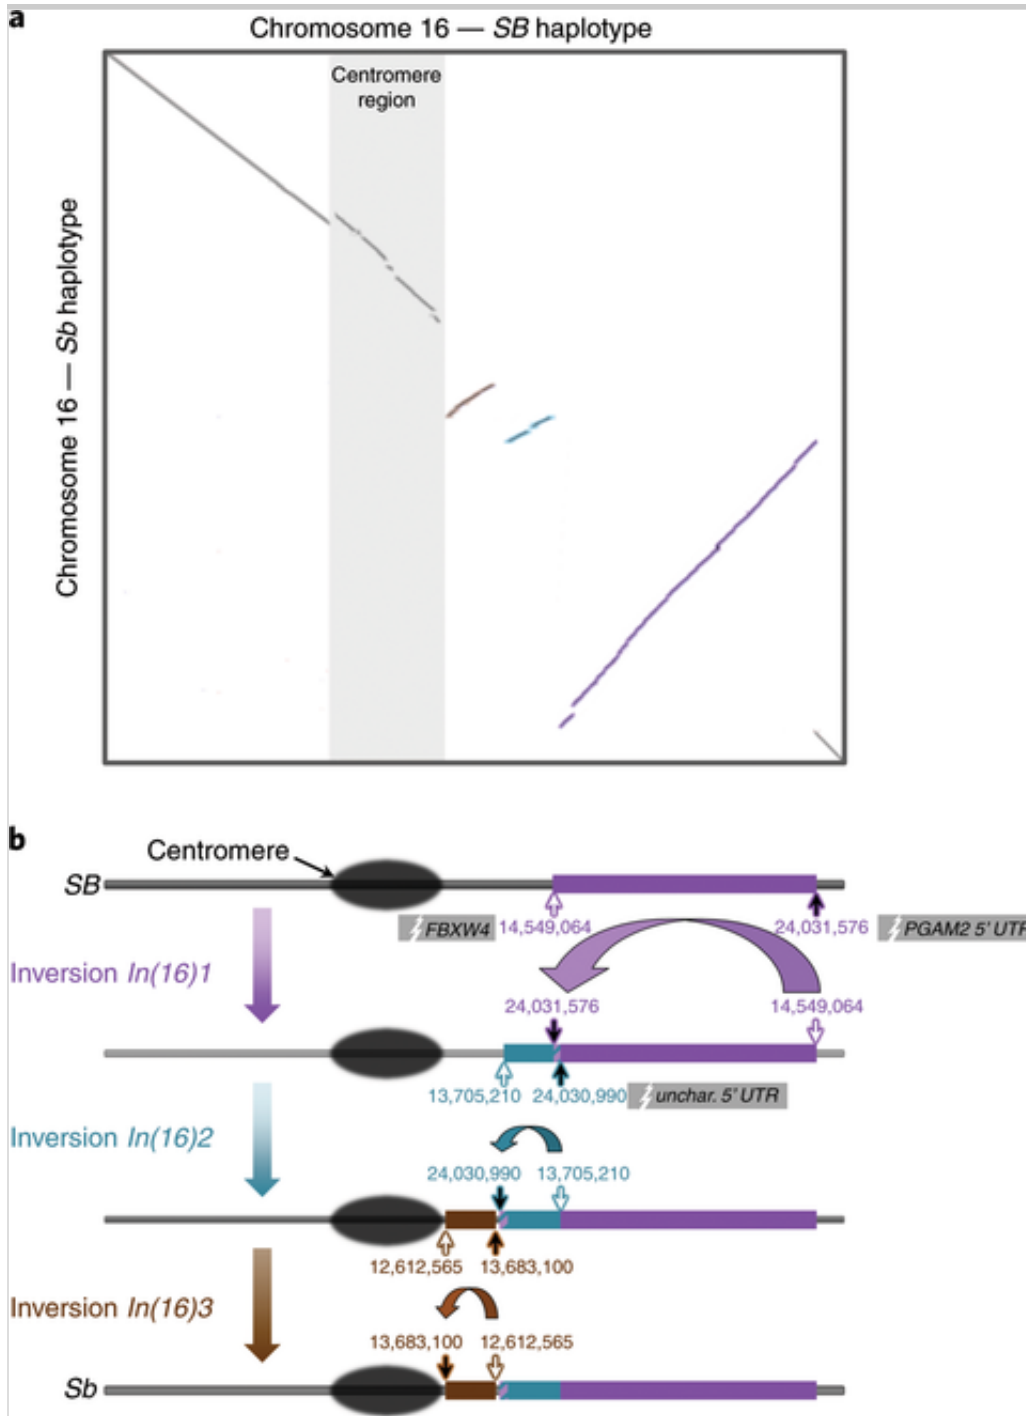 a
Chromosome 16 — SB haplotype
Centromere
region
Chromosome 16 — Sb haplotype
b
Centromere
SB
FBXW4 14,549,064 24,031,576 PGAM2 5' UTR
Inversion In(16)1
24,031,576 14,549,064
13,705,210 24,030,990 unchar. 5' UTR
Inversion In(16)2
24,030,990 13,705,210
12,612,565 13,683,100
Inversion In(16)3
13,683,100 12,612,565
Sb